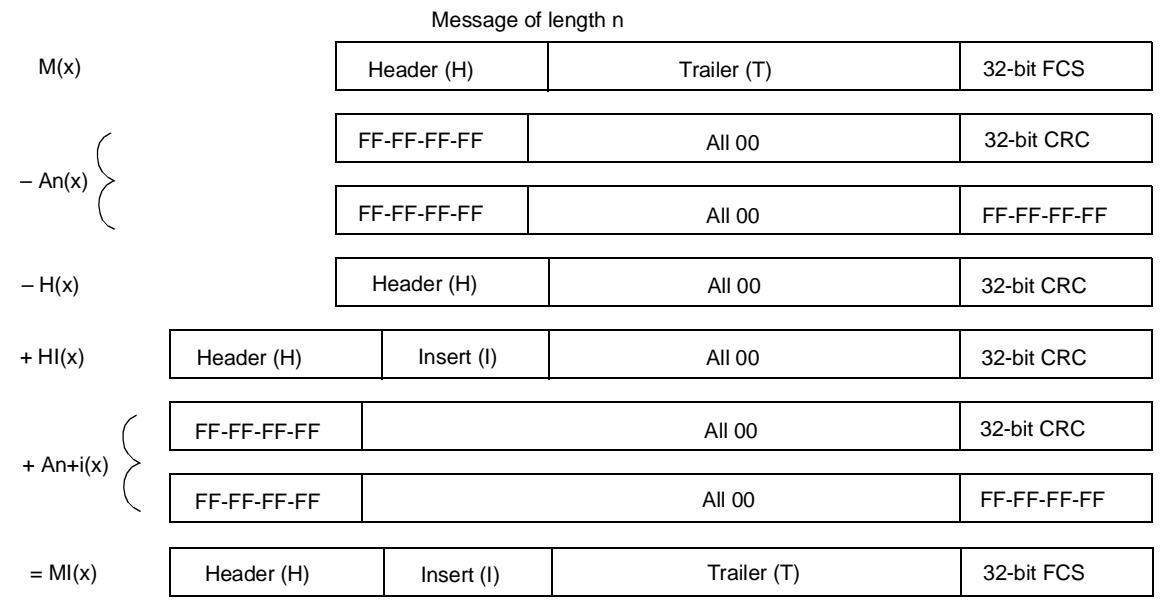 Message of length n
M(x) Header (H) Trailer (T) 32-bit FCS
FF-FF-FF-FF All 00 32-bit CRC
– An(x)
FF-FF-FF-FF All 00 FF-FF-FF-FF
– H(x) Header (H) All 00 32-bit CRC
+ HI(x) Header (H) Insert (I) All 00 32-bit CRC
FF-FF-FF-FF All 00 32-bit CRC
+ An+i(x)
FF-FF-FF-FF All 00 FF-FF-FF-FF
= MI(x) Header (H) Insert (I) Trailer (T) 32-bit FCS